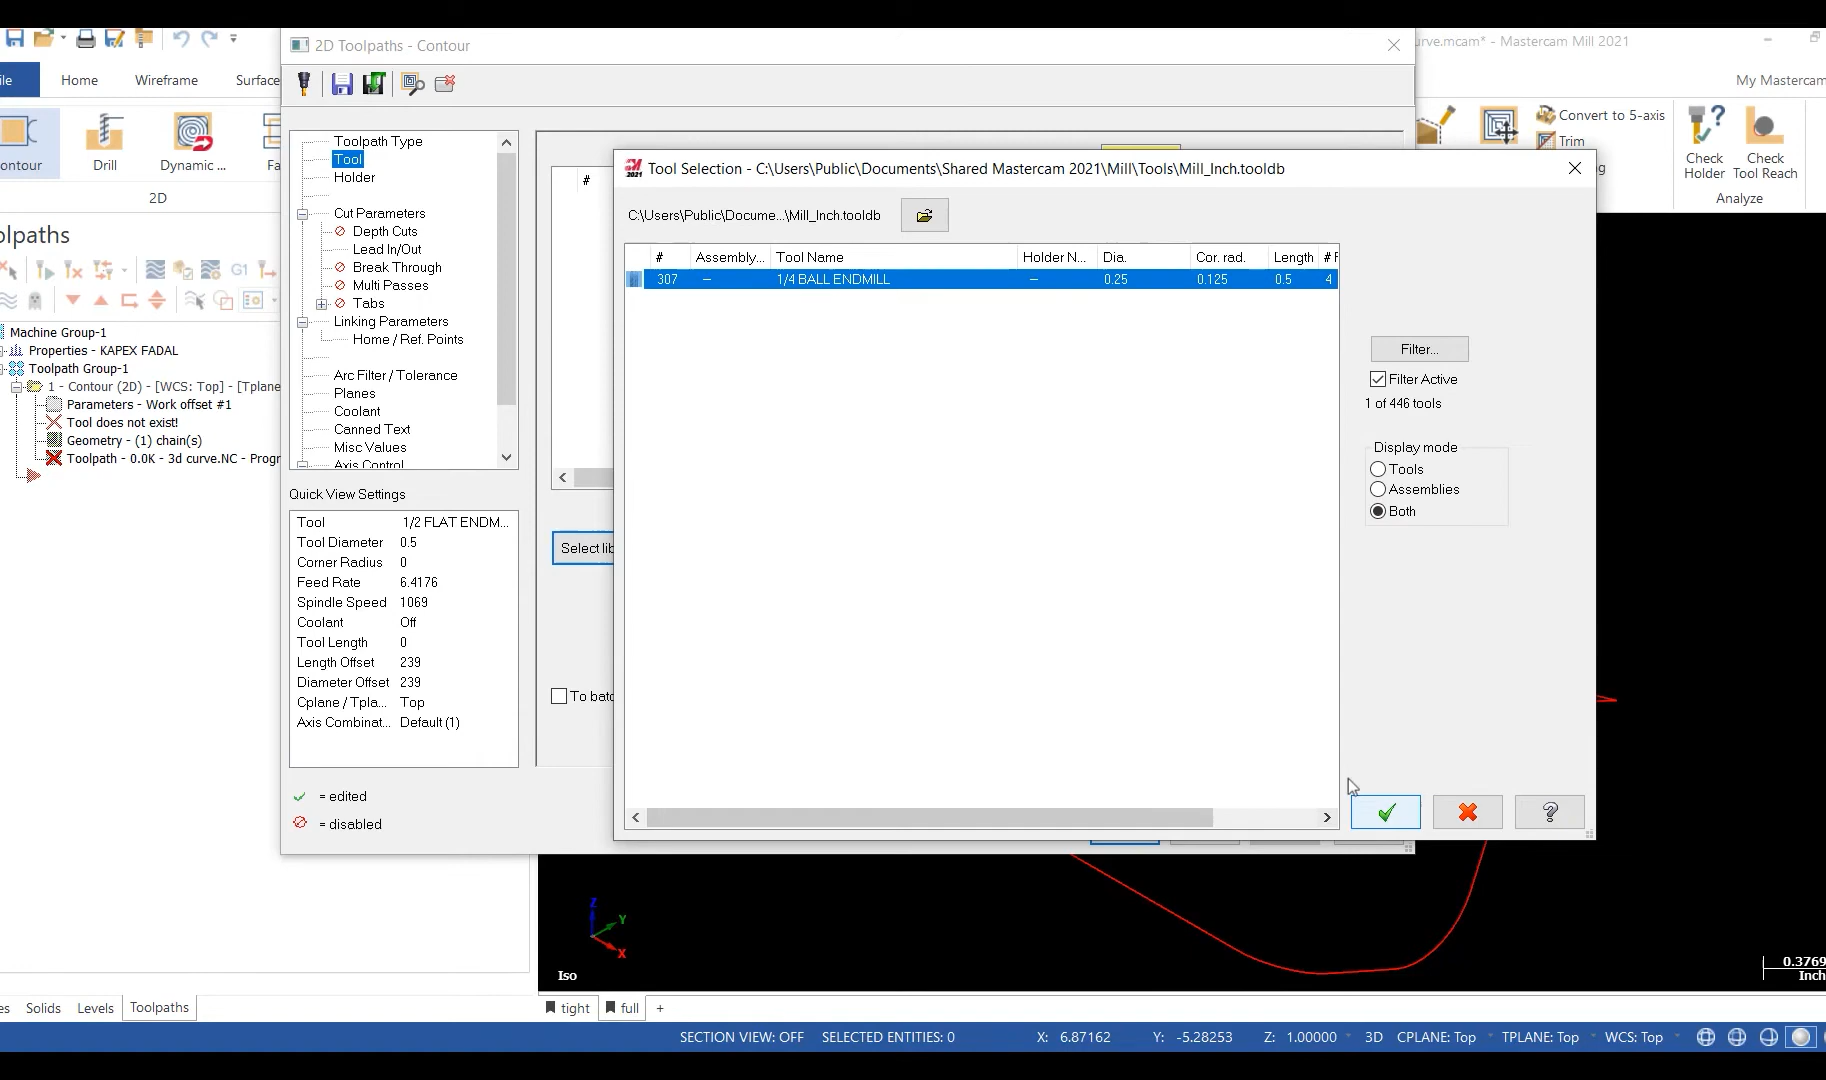 2D Toolpaths - Contour
urve.mcam* - Mastercam Mill 2021
ile
Home
Wireframe
Surface
My Mastercam
ontour
Drill
Dynamic ...
Fa
2D
Convert to 5-axis
Trim
Check Holder
Check Tool Reach
Analyze
olpaths
G1
Machine Group-1
Properties - KAPEX FADAL
Toolpath Group-1
1 - Contour (2D) - [WCS: Top] - [Tplane
Parameters - Work offset #1
Tool does not exist!
Geometry - (1) chain(s)
Toolpath - 0.0K - 3d curve.NC - Progr
Toolpath Type
Tool
Holder
Cut Parameters
Depth Cuts
Lead In/Out
Break Through
Multi Passes
Tabs
Linking Parameters
Home / Ref. Points
Arc Filter / Tolerance
Planes
Coolant
Canned Text
Misc Values
Axis Control
Quick View Settings
Tool 1/2 FLAT ENDM...
Tool Diameter 0.5
Corner Radius 0
Feed Rate 6.4176
Spindle Speed 1069
Coolant Off
Tool Length 0
Length Offset 239
Diameter Offset 239
Cplane / Tpla... Top
Axis Combinat... Default (1)
= edited
= disabled
#
Select lib
To batc
Tool Selection - C:\Users\Public\Documents\Shared Mastercam 2021\Mill\Tools\Mill_Inch.tooldb
C:\Users\Public\Docume...\Mill_Inch.tooldb
# Assembly... Tool Name Holder N... Dia. Cor. rad. Length # F
307 -- 1/4 BALL ENDMILL -- 0.25 0.125 0.5 4
Filter...
Filter Active
1 of 446 tools
Display mode
Tools
Assemblies
Both
g
Z
Y
X
Iso
0.3769
Inch
es
Solids
Levels
Toolpaths
tight
full
+
SECTION VIEW: OFF SELECTED ENTITIES: 0 X: 6.87162 Y: -5.28253 Z: 1.00000 3D CPLANE: Top TPLANE: Top WCS: Top